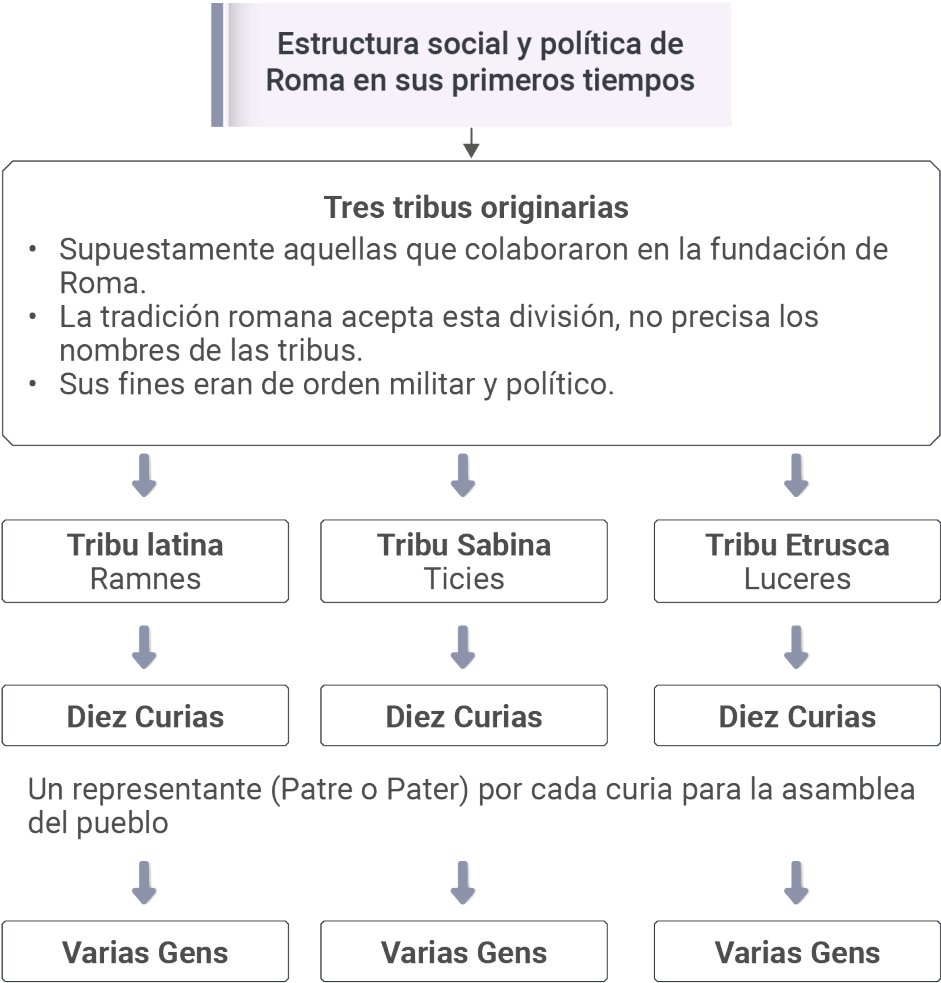 Estructura social y política de
Roma en sus primeros tiempos
Tres tribus originarias
• Supuestamente aquellas que colaboraron en la fundación de
Roma.
• La tradición romana acepta esta división, no precisa los
nombres de las tribus.
• Sus fines eran de orden militar y político.
Tribu latina
Ramnes
Tribu Sabina
Ticies
Tribu Etrusca
Luceres
Diez Curias
Diez Curias
Diez Curias
Un representante (Patre o Pater) por cada curia para la asamblea
del pueblo
Varias Gens
Varias Gens
Varias Gens